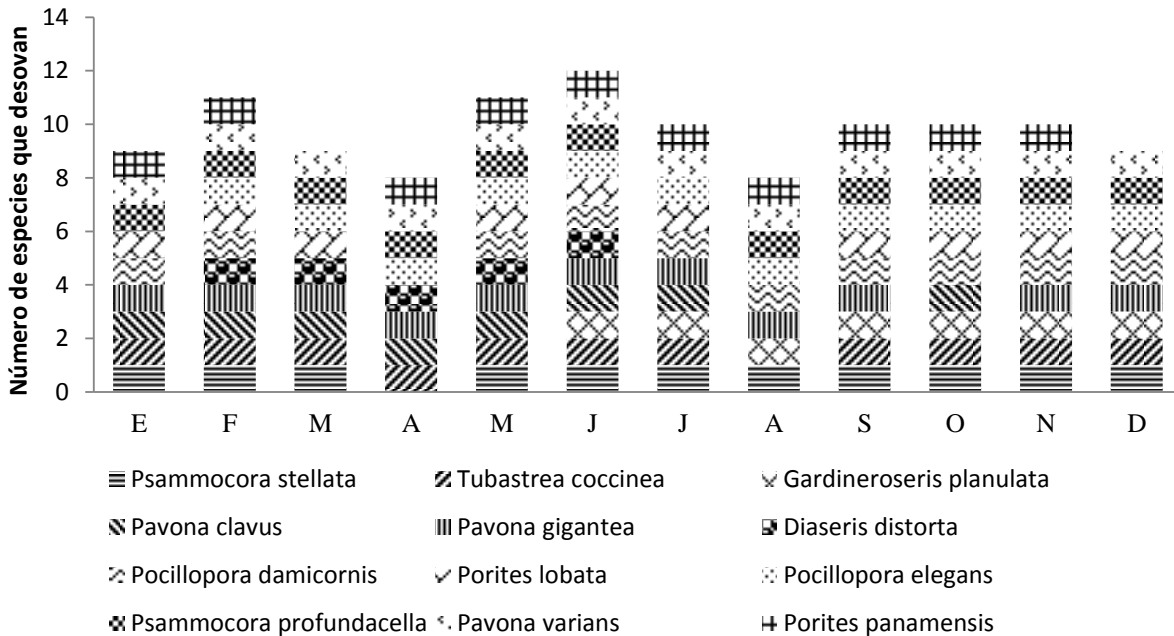 Número de especies que desovan
14
12
10
8
6
4
2
0
E F M A M J J A S O N D
Psammocora stellata Tubastrea coccinea Gardineroseris planulata
Pavona clavus Pavona gigantea Diaseris distorta
Pocillopora damicornis Porites lobata Pocillopora elegans
Psammocora profundacella Pavona varians Porites panamensis